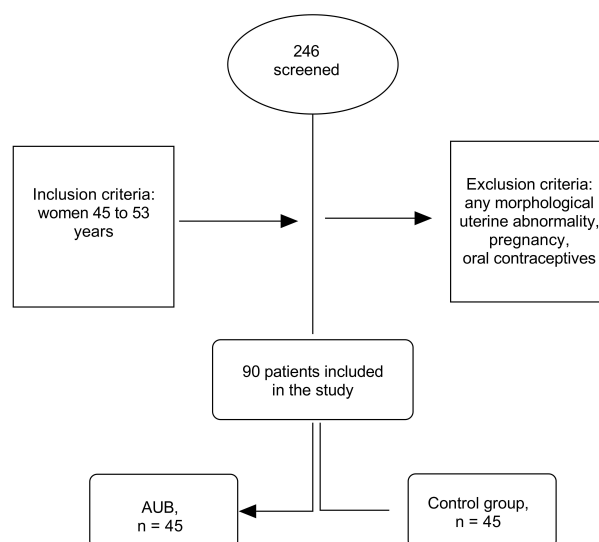 246
screened
Inclusion criteria:
women 45 to 53
years
Exclusion criteria:
any morphological
uterine abnormality,
pregnancy,
oral contraceptives
90 patients included
in the study
AUB,
n = 45
Control group,
n = 45